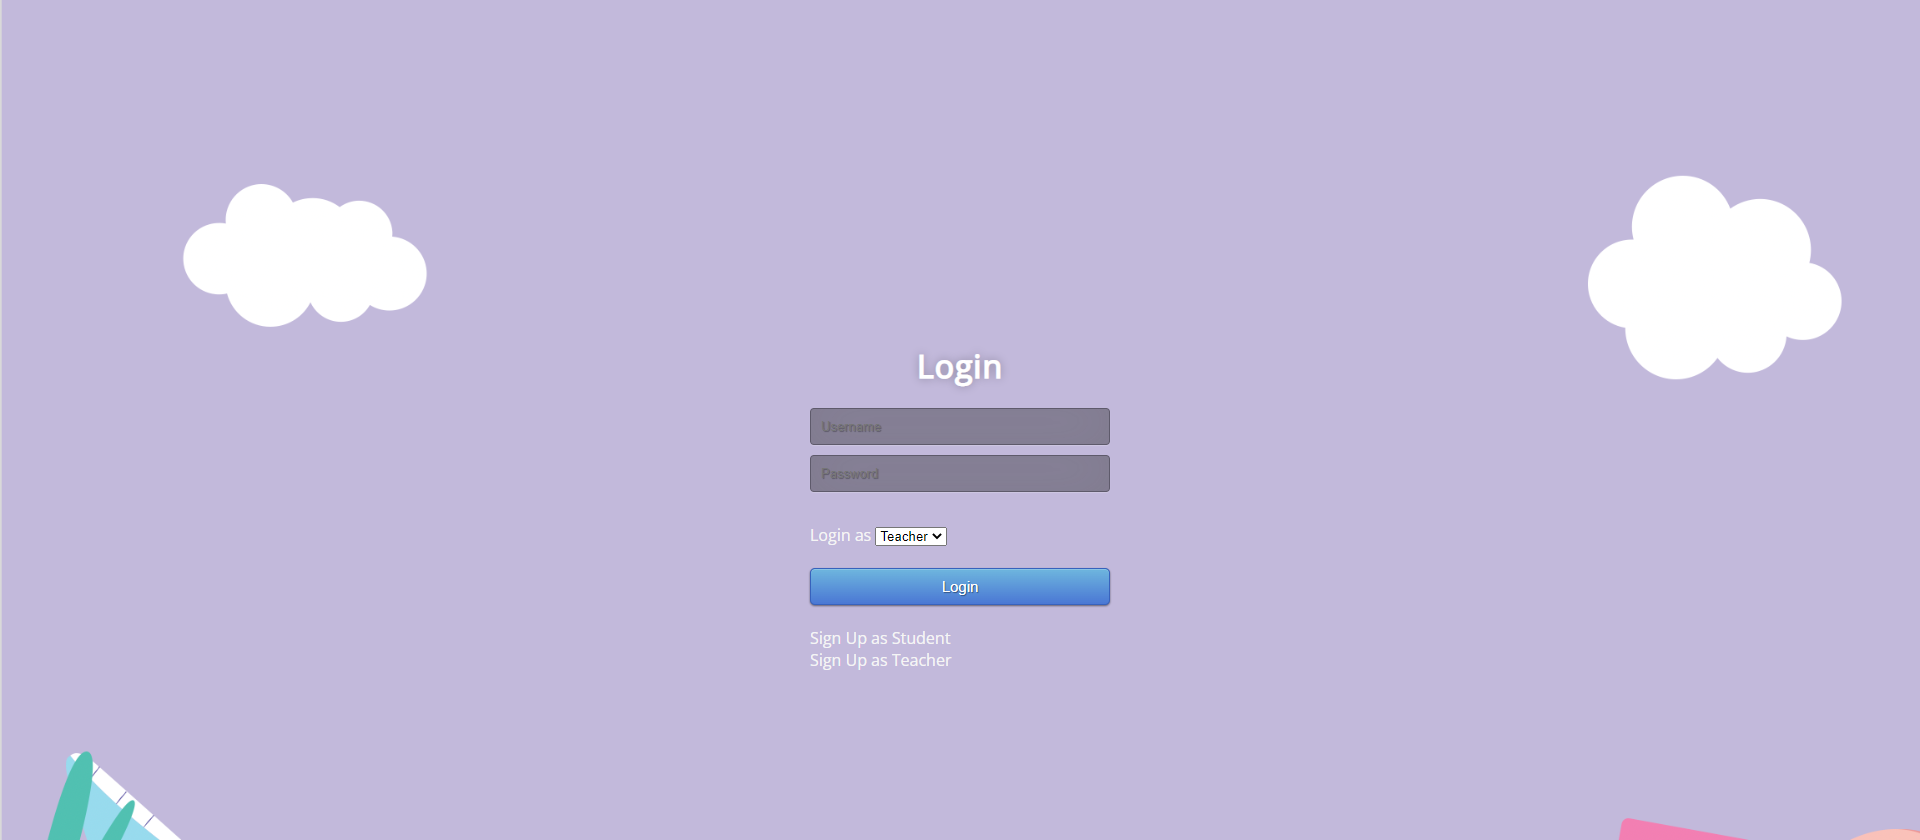 Login
Username
Password
Login as Teacher
Login
Sign Up as Student
Sign Up as Teacher